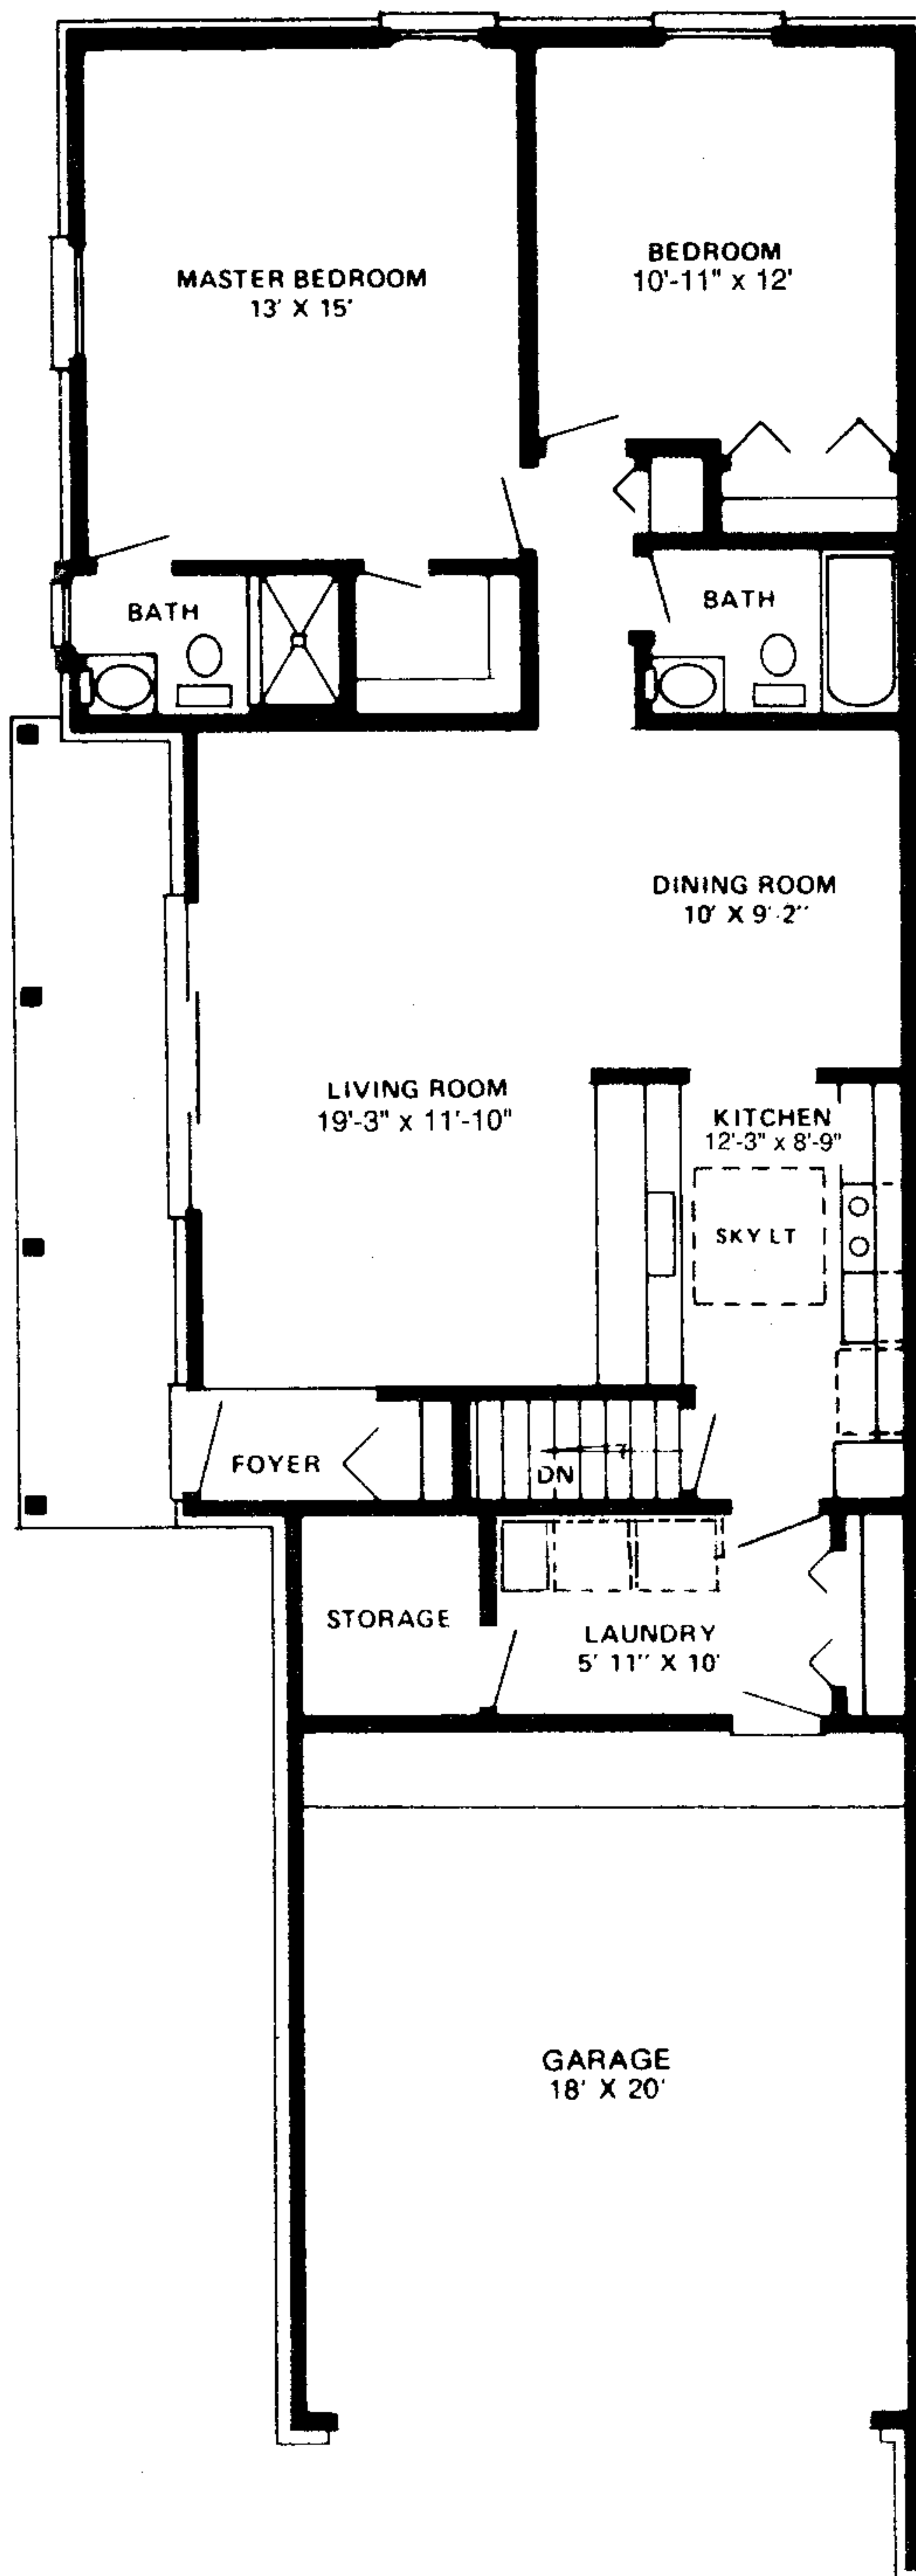 MASTER BEDROOM
13' X 15'
BEDROOM
10'-11" x 12'
BATH
BATH
DINING ROOM
10' X 9'-2"
LIVING ROOM
19'-3" x 11'-10"
KITCHEN
12'-3" x 8'-9"
SKY LT
FOYER
DN
STORAGE
LAUNDRY
5' 11" X 10'
GARAGE
18' X 20'